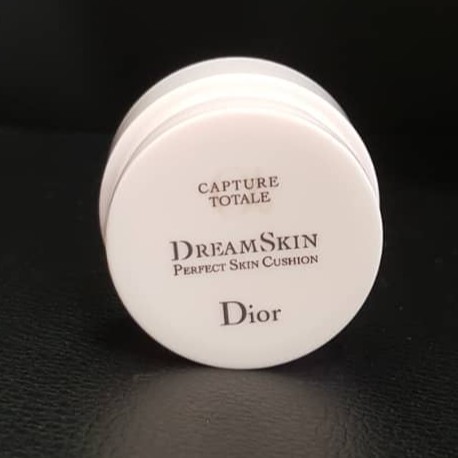 CAPTURE
TOTALE
DREAMSKIN
PERFECT SKIN CUSHION
Dior